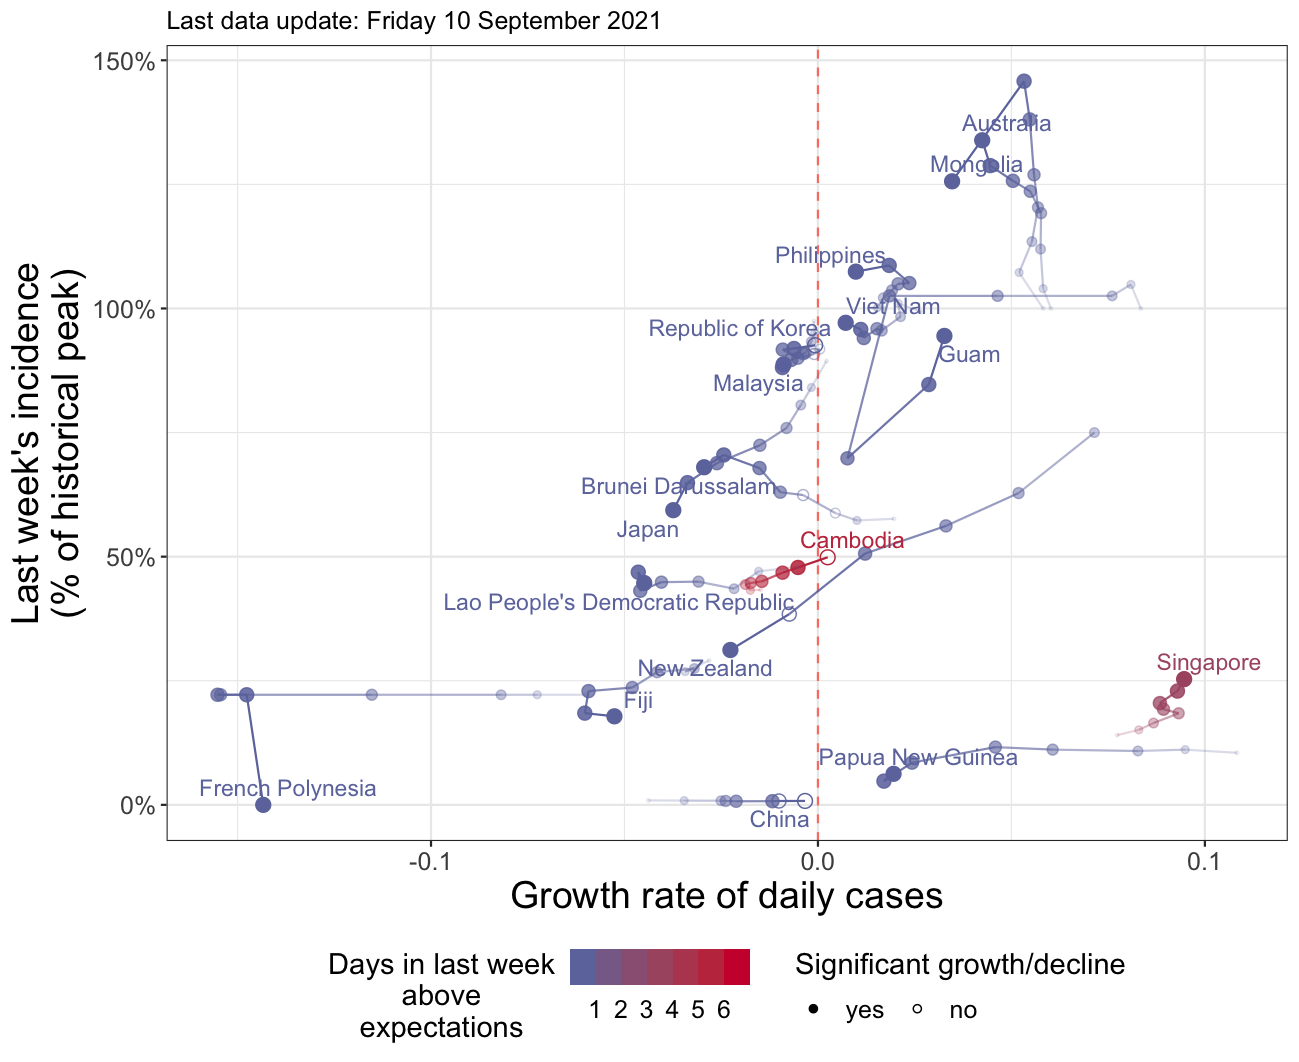 Last data update: Friday 10 September 2021
150%
100%
50%
0%
Last week's incidence
(% of historical peak)
Australia
Mongolia
Philippines
Viet Nam
Republic of Korea
Guam
Malaysia
Brunei Darussalam
Japan
Cambodia
Lao People's Democratic Republic
New Zealand
Singapore
Fiji
Papua New Guinea
French Polynesia
China
-0.1
0.0
0.1
Growth rate of daily cases
Days in last week
above
expectations
1 2 3 4 5 6
Significant growth/decline
yes
no